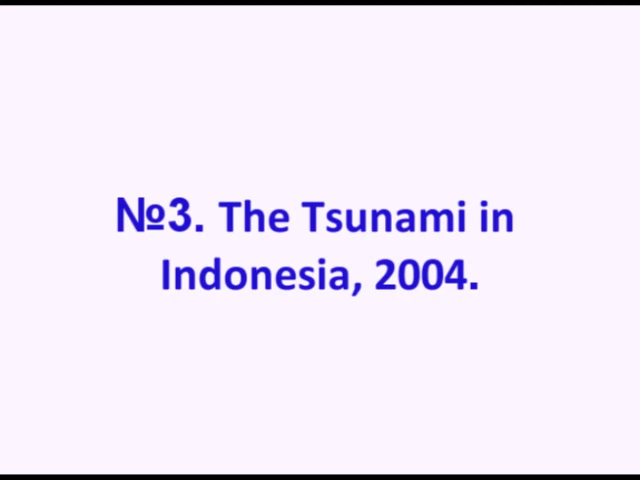 №3. The Tsunami in
Indonesia, 2004.